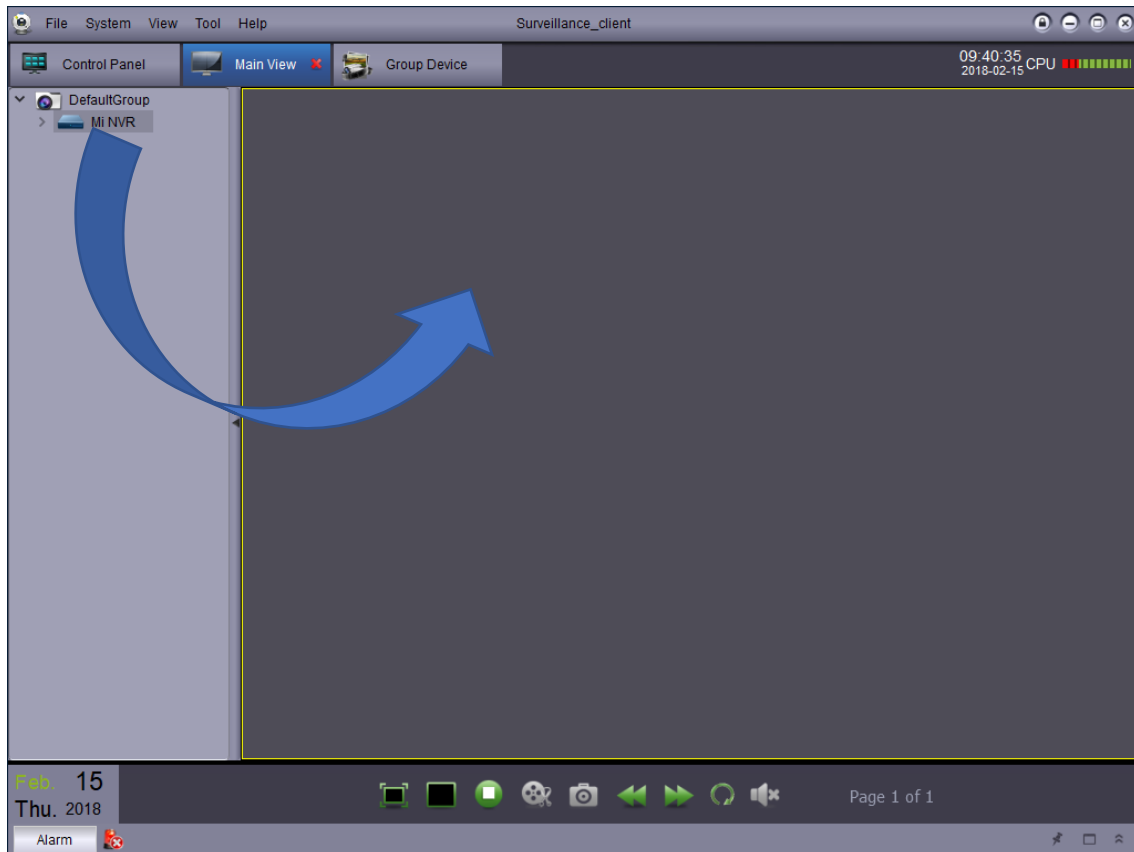 File System View Tool Help Surveillance_client
Control Panel Main View Group Device 09:40:35 CPU
2018-02-15
DefaultGroup
Mi NVR
Feb. 15
Thu. 2018
Page 1 of 1
Alarm